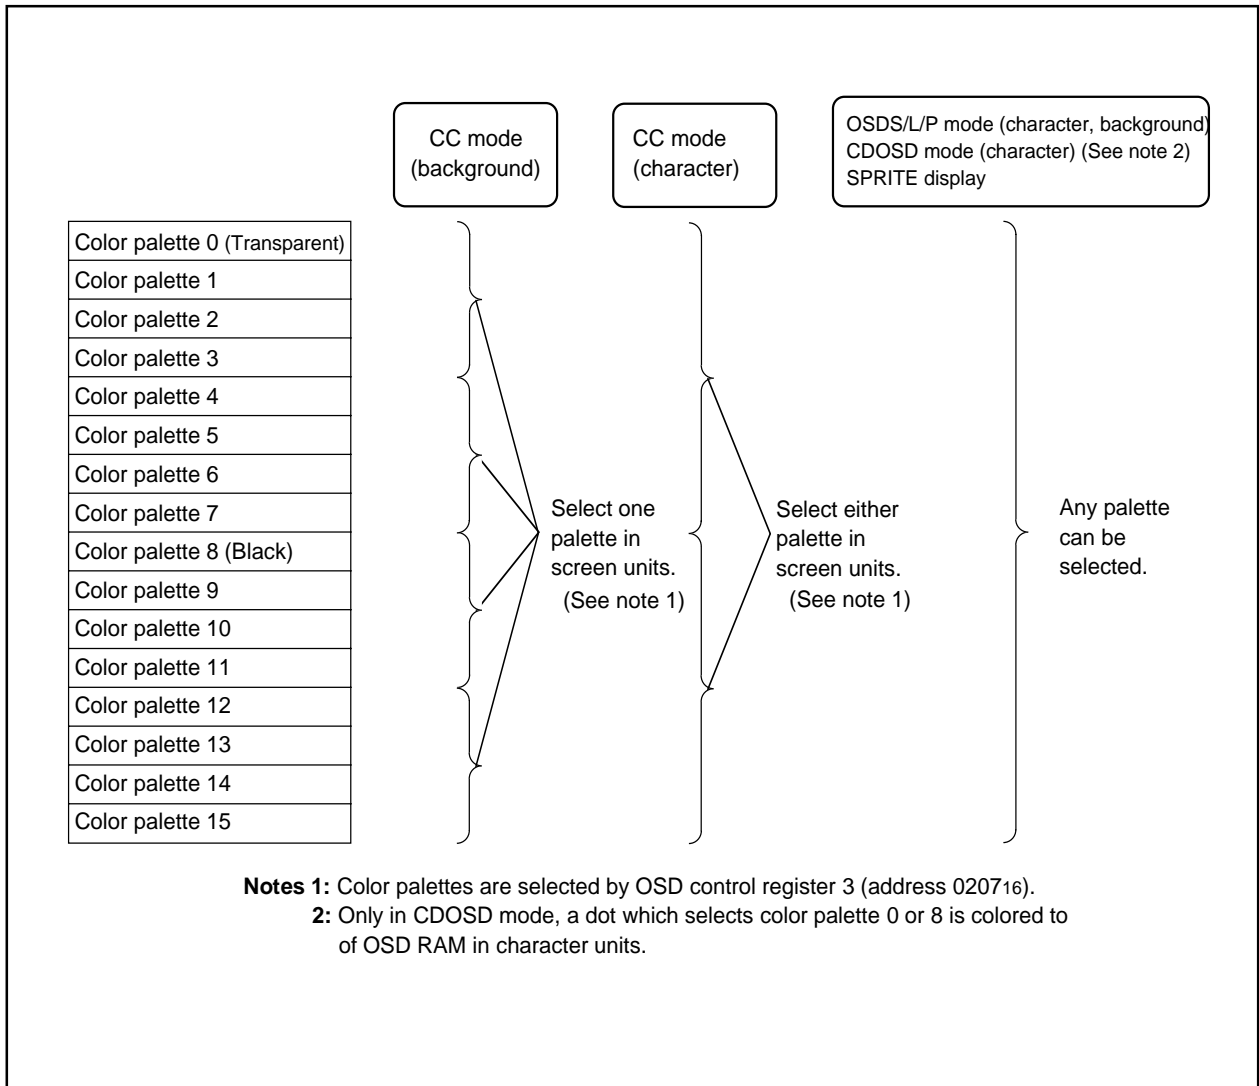 CC mode
(background)
CC mode
(character)
OSDS/L/P mode (character, background)
CDOSD mode (character) (See note 2)
SPRITE display
Color palette 0 (Transparent)
Color palette 1
Color palette 2
Color palette 3
Color palette 4
Color palette 5
Color palette 6
Color palette 7
Color palette 8 (Black)
Color palette 9
Color palette 10
Color palette 11
Color palette 12
Color palette 13
Color palette 14
Color palette 15
Select one
palette in
screen units.
(See note 1)
Select either
palette in
screen units.
(See note 1)
Any palette
can be
selected.
Notes 1: Color palettes are selected by OSD control register 3 (address 020716).
2: Only in CDOSD mode, a dot which selects color palette 0 or 8 is colored to
of OSD RAM in character units.